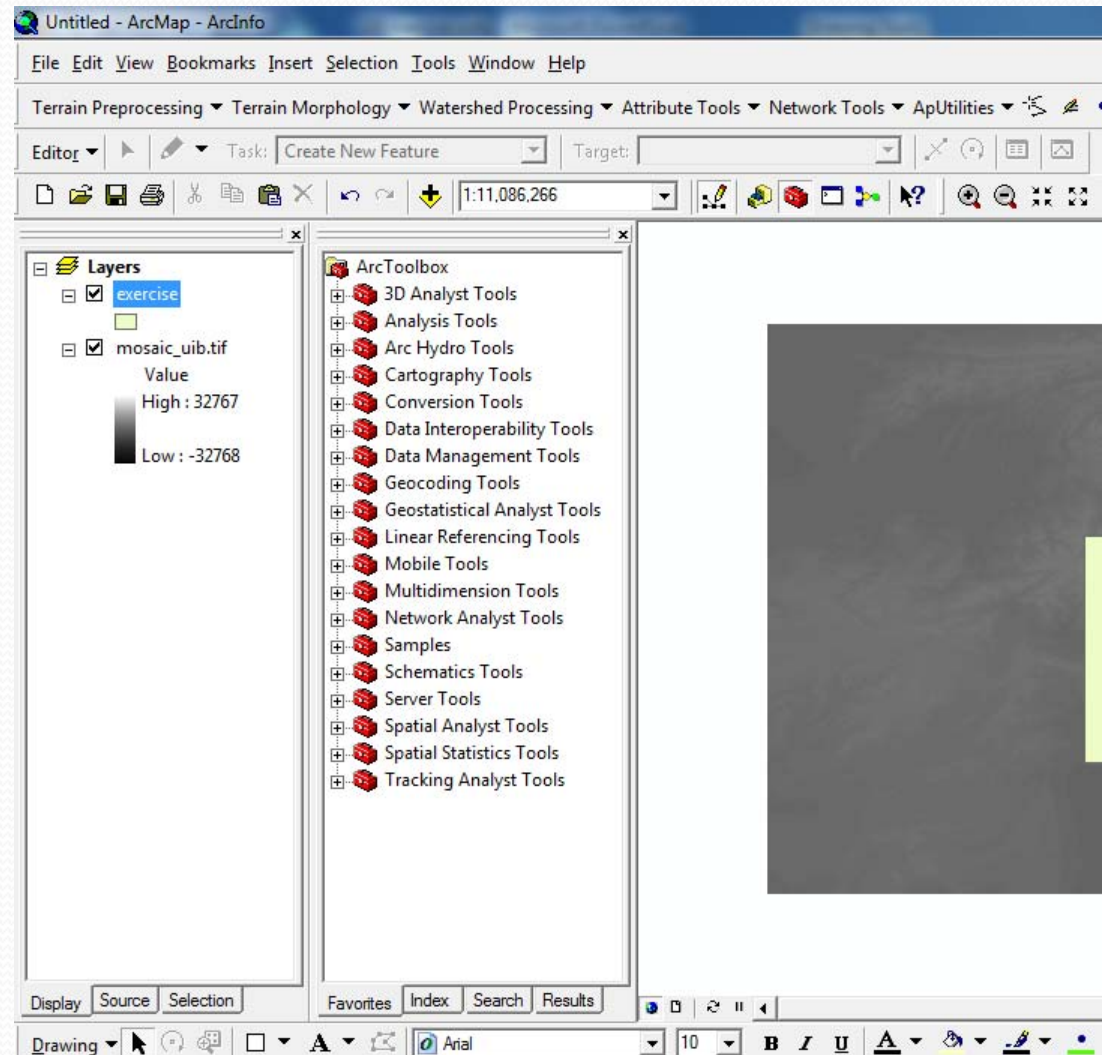 Untitled - ArcMap - ArcInfo
File Edit View Bookmarks Insert Selection Tools Window Help
Terrain Preprocessing Terrain Morphology Watershed Processing Attribute Tools Network Tools ApUtilities
Editor Task: Create New Feature Target:
1:11,086,266
Layers
exercise
mosaic_uib.tif
Value
High : 32767
Low : -32768
ArcToolbox
3D Analyst Tools
Analysis Tools
Arc Hydro Tools
Cartography Tools
Conversion Tools
Data Interoperability Tools
Data Management Tools
Geocoding Tools
Geostatistical Analyst Tools
Linear Referencing Tools
Mobile Tools
Multidimension Tools
Network Analyst Tools
Samples
Schematics Tools
Server Tools
Spatial Analyst Tools
Spatial Statistics Tools
Tracking Analyst Tools
Display Source Selection
Favorites Index Search Results
Drawing A Arial 10 B I U A